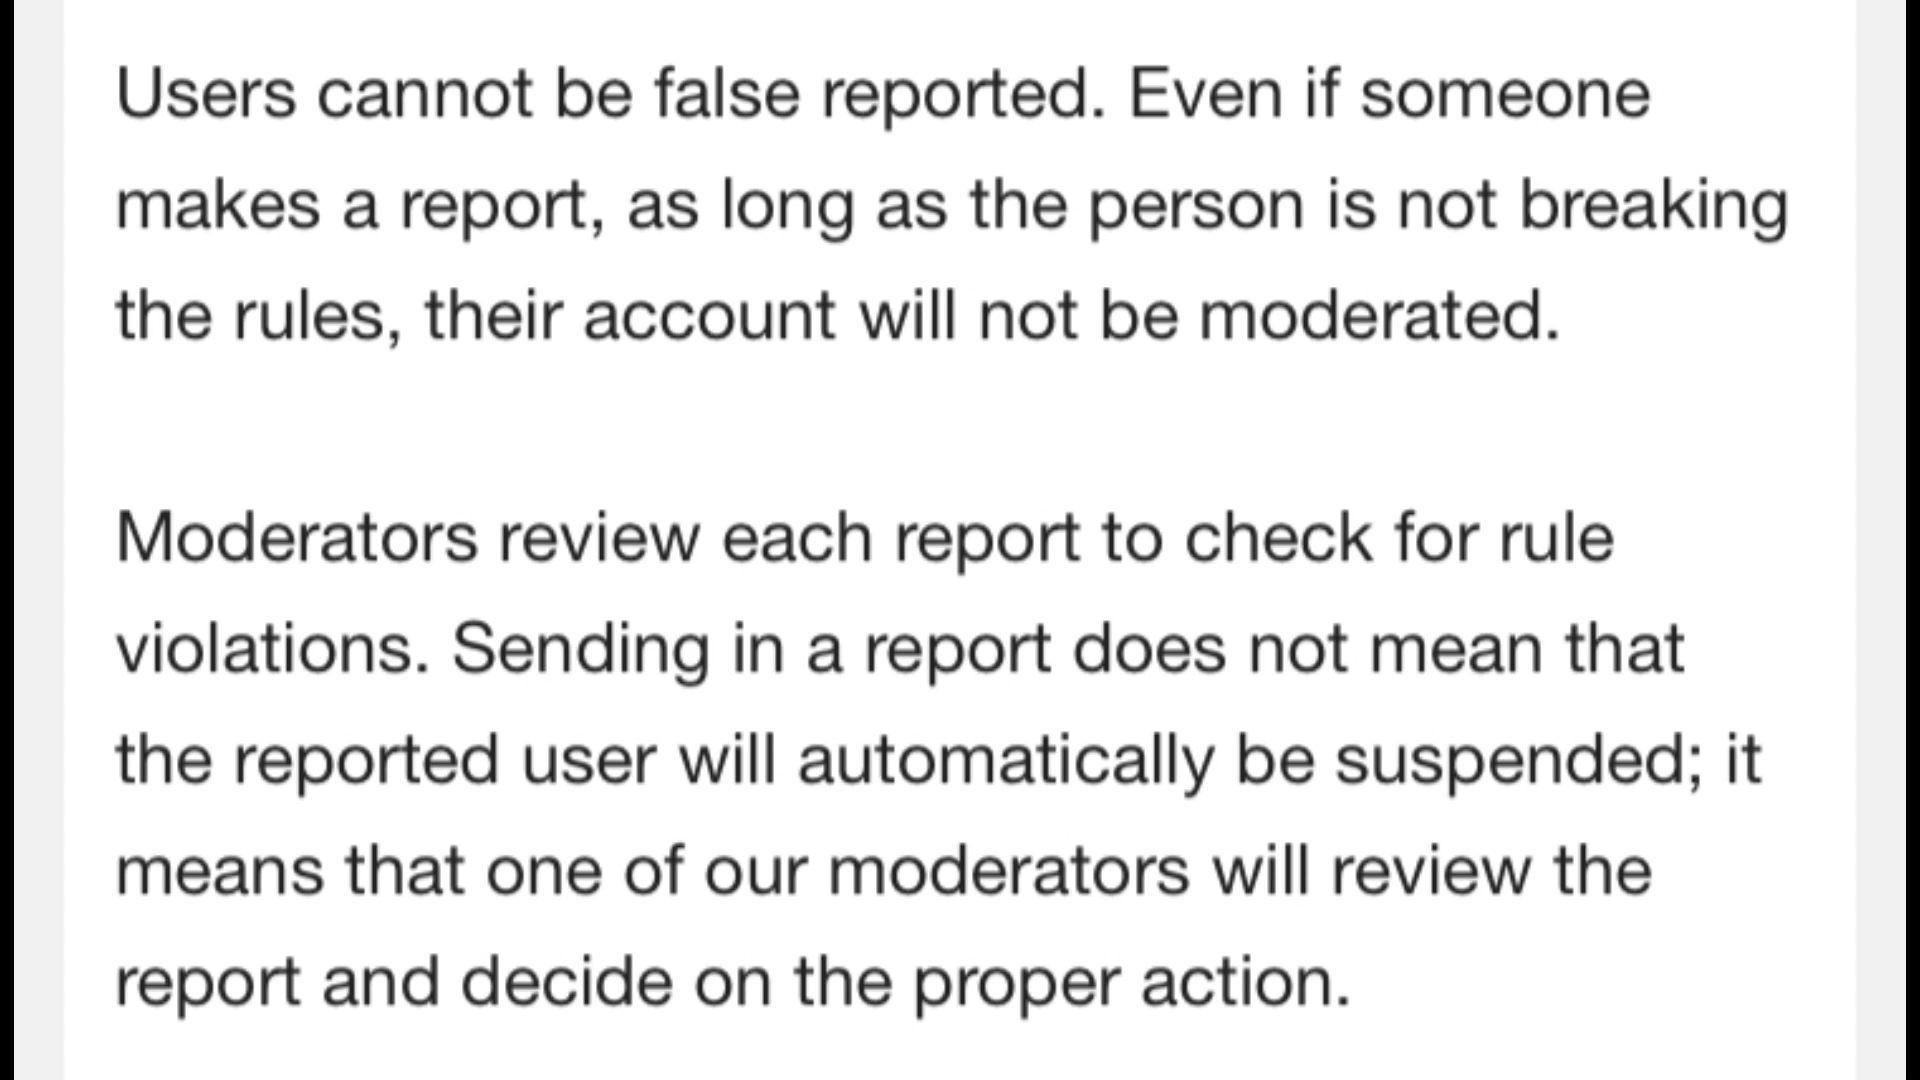 Users cannot be false reported. Even if someone
makes a report, as long as the person is not breaking
the rules, their account will not be moderated.
Moderators review each report to check for rule
violations. Sending in a report does not mean that
the reported user will automatically be suspended; it
means that one of our moderators will review the
report and decide on the proper action.